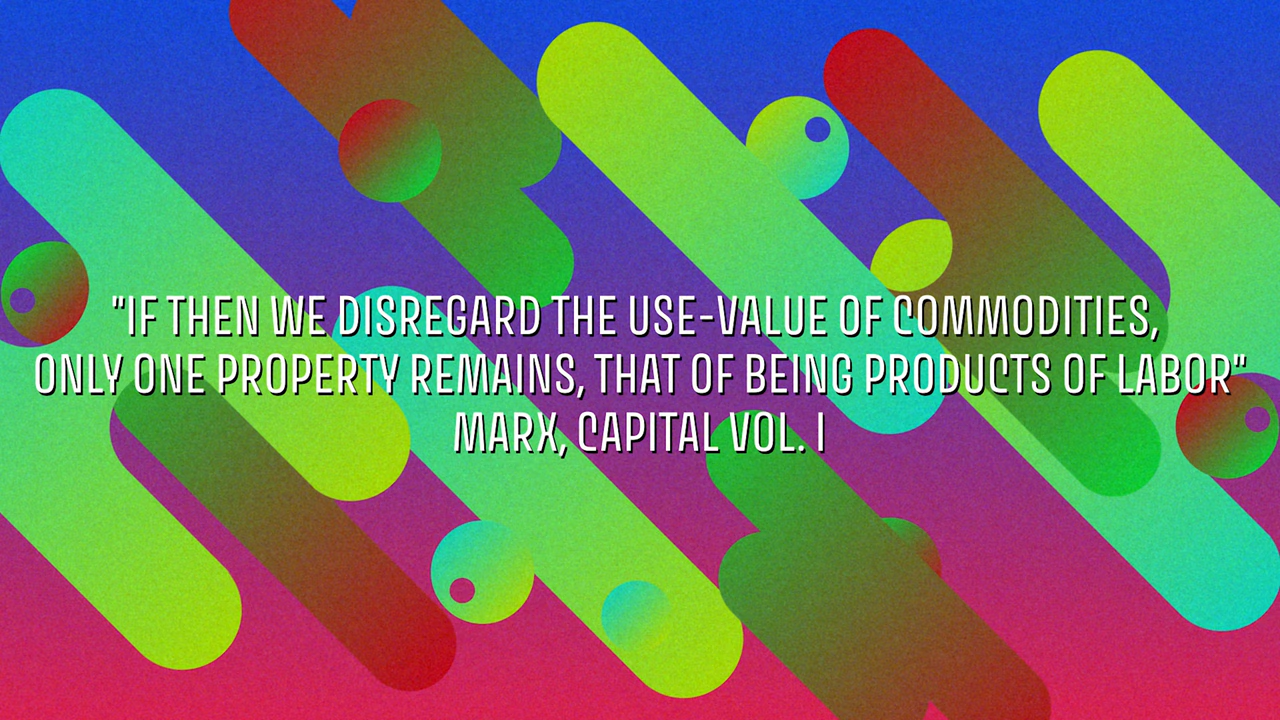 "IF THEN WE DISREGARD THE USE-VALUE OF COMMODITIES,
ONLY ONE PROPERTY REMAINS, THAT OF BEING PRODUCTS OF LABOR"
MARX, CAPITAL VOL. I